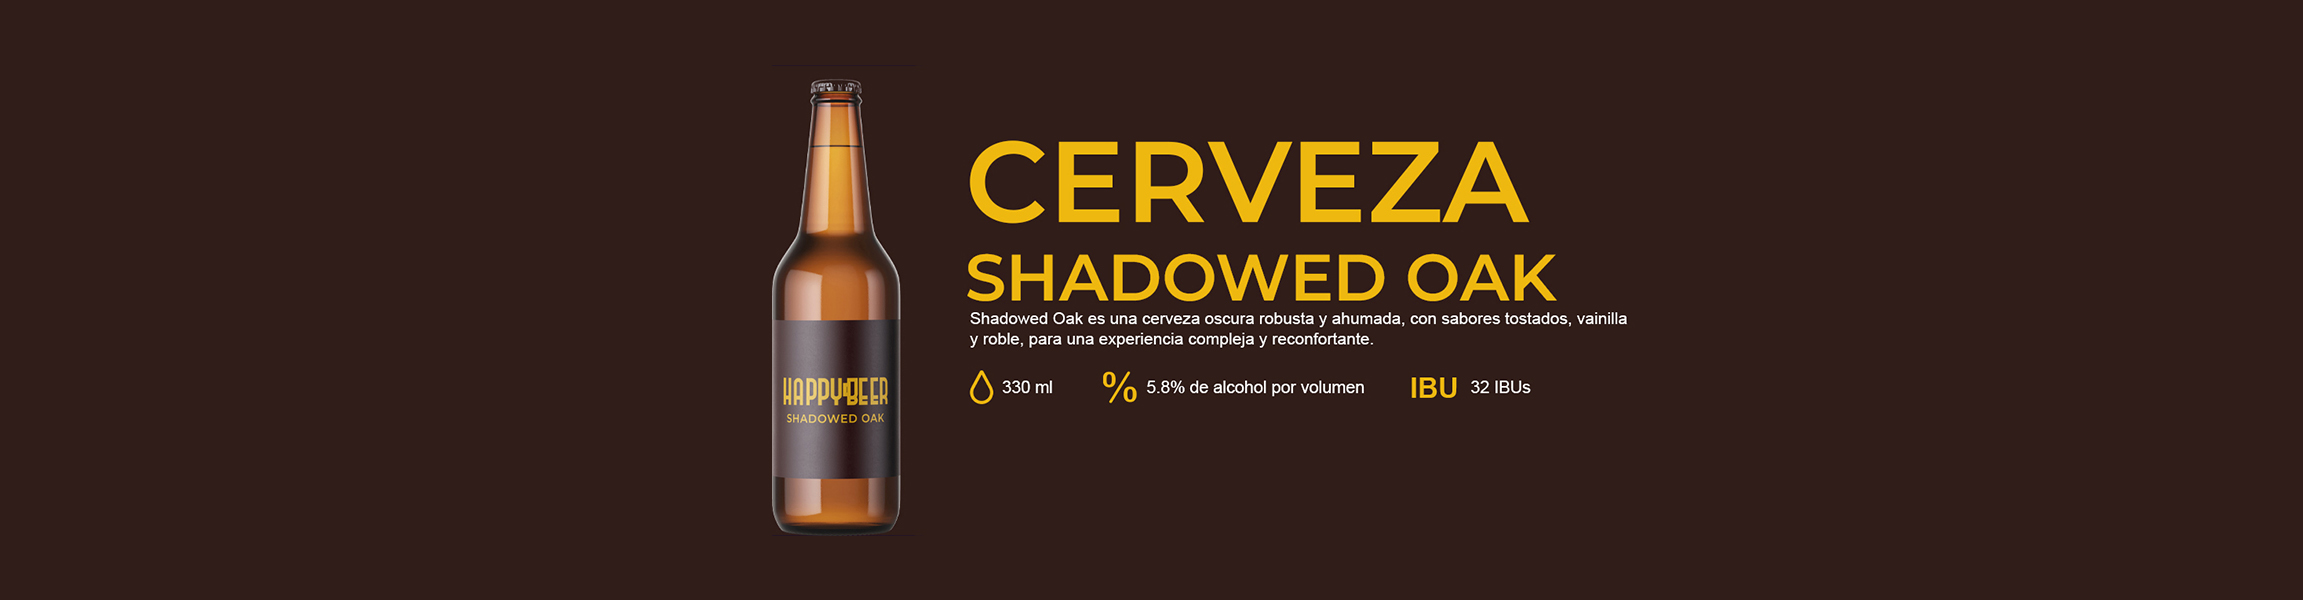 CERVEZA
SHADOWED OAK
Shadowed Oak es una cerveza oscura robusta y ahumada, con sabores tostados, vainilla
y roble, para una experiencia compleja y reconfortante.
330 ml
% 5.8% de alcohol por volumen
IBU 32 IBUs
HAPPY BEER
SHADOWED OAK